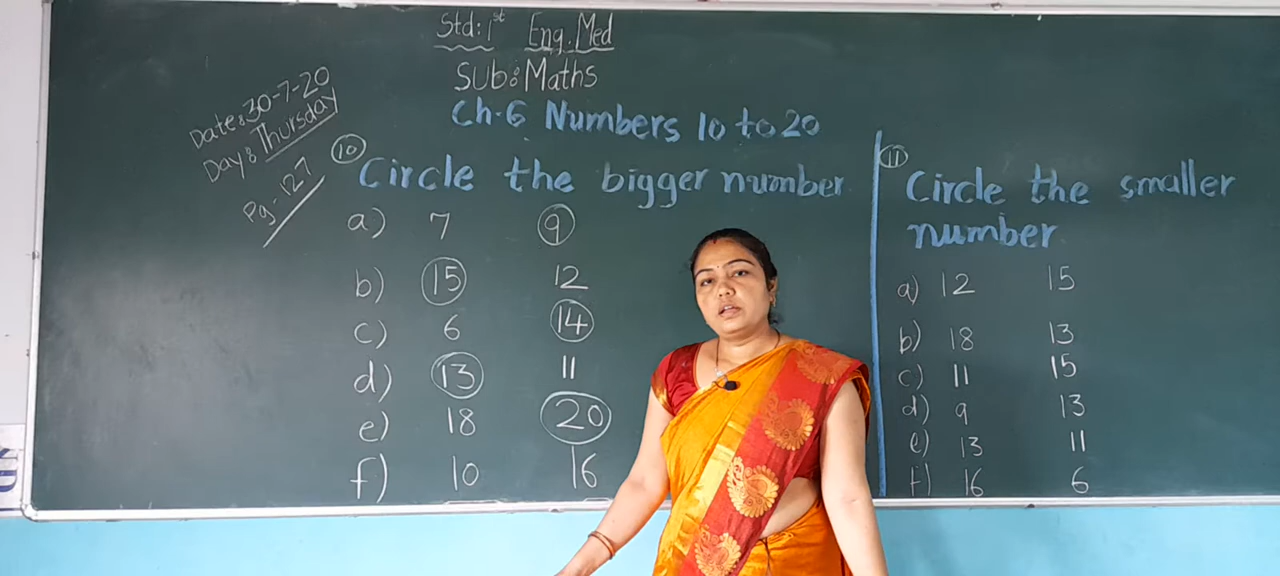 Std:1st Eng.Med
Sub:Maths
Date:30-7-20
Day:Thursday
Pg-127
Ch-6 Numbers 10 to 20
10 Circle the bigger number
a) 7 9
b) 15 12
c) 6 14
d) 13 11
e) 18 20
f) 10 16
11 Circle the smaller
number
a) 12 15
b) 18 13
c) 11 15
d) 9 13
e) 13 11
f) 16 6